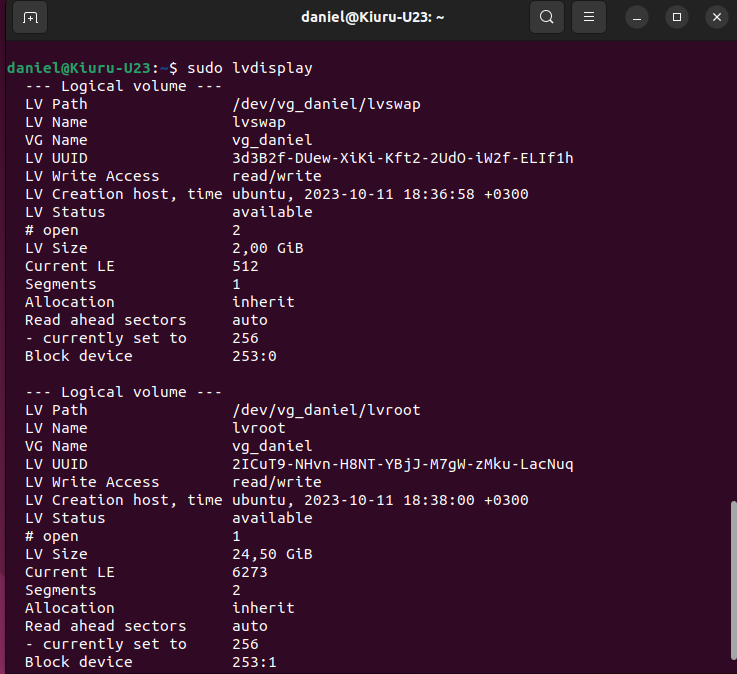 daniel@Kiuru-U23: ~
daniel@Kiuru-U23:~$ sudo lvdisplay
  --- Logical volume ---
  LV Path                /dev/vg_daniel/lvswap
  LV Name                lvswap
  VG Name                vg_daniel
  LV UUID                3d3B2f-DUew-XiKi-Kft2-2UdO-iW2f-ELIf1h
  LV Write Access        read/write
  LV Creation host, time ubuntu, 2023-10-11 18:36:58 +0300
  LV Status              available
  # open                 2
  LV Size                2,00 GiB
  Current LE             512
  Segments               1
  Allocation             inherit
  Read ahead sectors     auto
  - currently set to     256
  Block device           253:0

  --- Logical volume ---
  LV Path                /dev/vg_daniel/lvroot
  LV Name                lvroot
  VG Name                vg_daniel
  LV UUID                2ICuT9-NHvn-H8NT-YBjJ-M7gW-zMku-LacNuq
  LV Write Access        read/write
  LV Creation host, time ubuntu, 2023-10-11 18:38:00 +0300
  LV Status              available
  # open                 1
  LV Size                24,50 GiB
  Current LE             6273
  Segments               2
  Allocation             inherit
  Read ahead sectors     auto
  - currently set to     256
  Block device           253:1